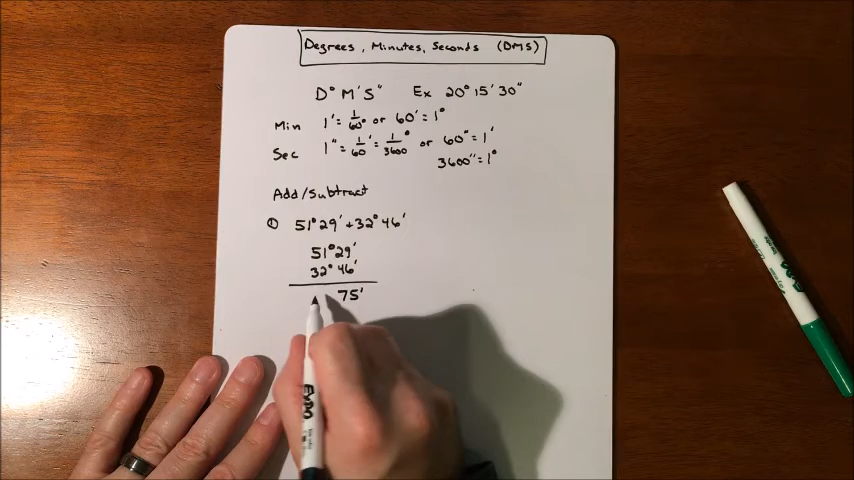 Degrees, Minutes, Seconds (DMS)
D° M' S" Ex 20° 15' 30"
Min 1' = 1/60° or 60' = 1°
Sec 1" = 1/60' = 1/3600° or 60" = 1'
3600" = 1°
Add/Subtract
① 51° 29' + 32° 46'
51° 29'
32° 46'
75'
EXPO
EXPO